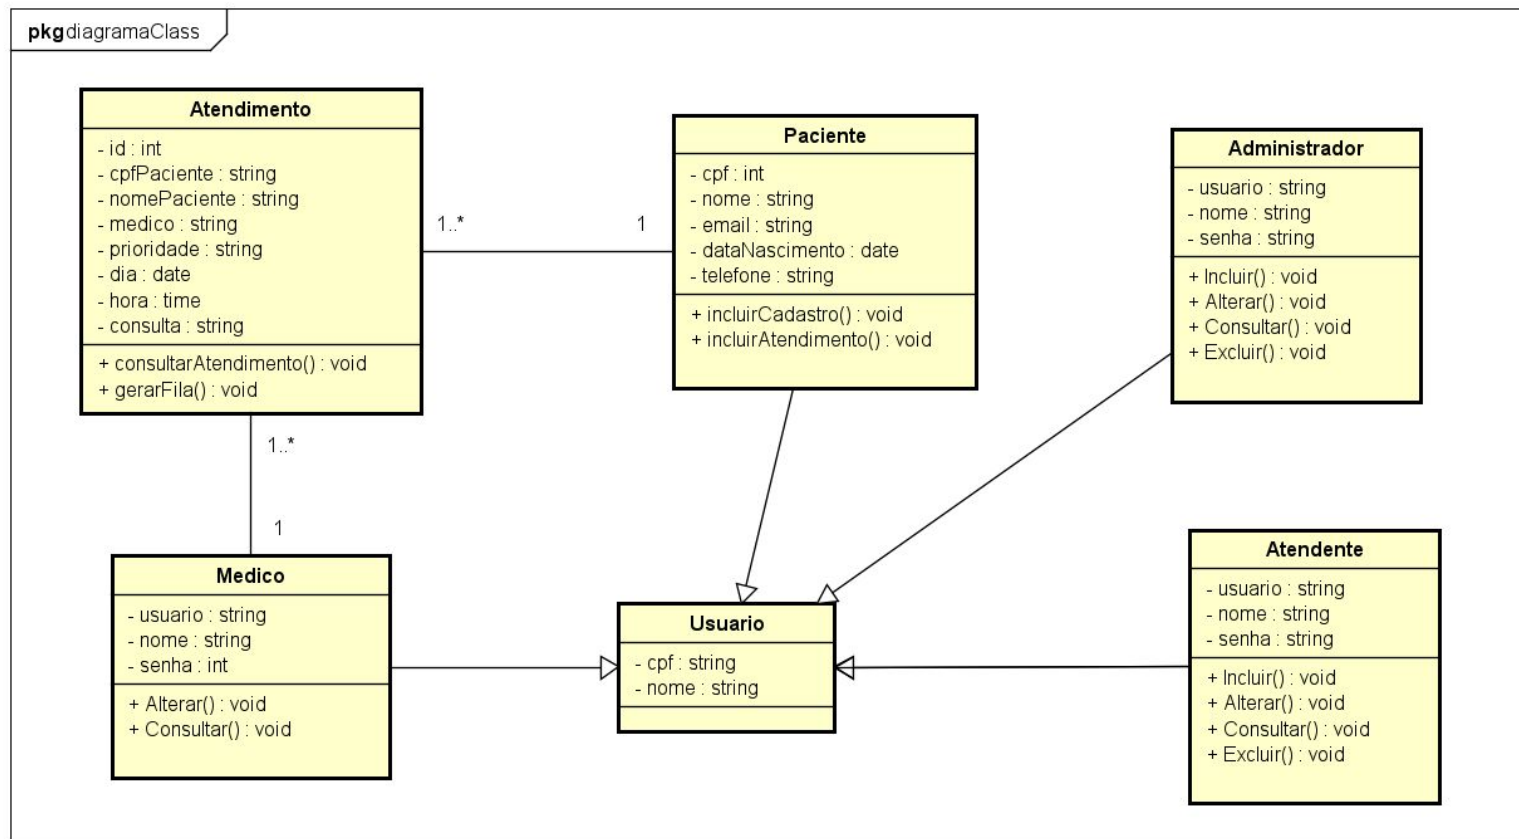 pkg diagramaClass
Atendimento
- id : int
- cpfPaciente : string
- nomePaciente : string
- medico : string
- prioridade : string
- dia : date
- hora : time
- consulta : string
+ consultarAtendimento() : void
+ gerarFila() : void
1..*
1
Paciente
- cpf : int
- nome : string
- email : string
- dataNascimento : date
- telefone : string
+ incluirCadastro() : void
+ incluirAtendimento() : void
Administrador
- usuario : string
- nome : string
- senha : string
+ Incluir() : void
+ Alterar() : void
+ Consultar() : void
+ Excluir() : void
1..*
1
Medico
- usuario : string
- nome : string
- senha : int
+ Alterar() : void
+ Consultar() : void
Usuario
- cpf : string
- nome : string
Atendente
- usuario : string
- nome : string
- senha : string
+ Incluir() : void
+ Alterar() : void
+ Consultar() : void
+ Excluir() : void